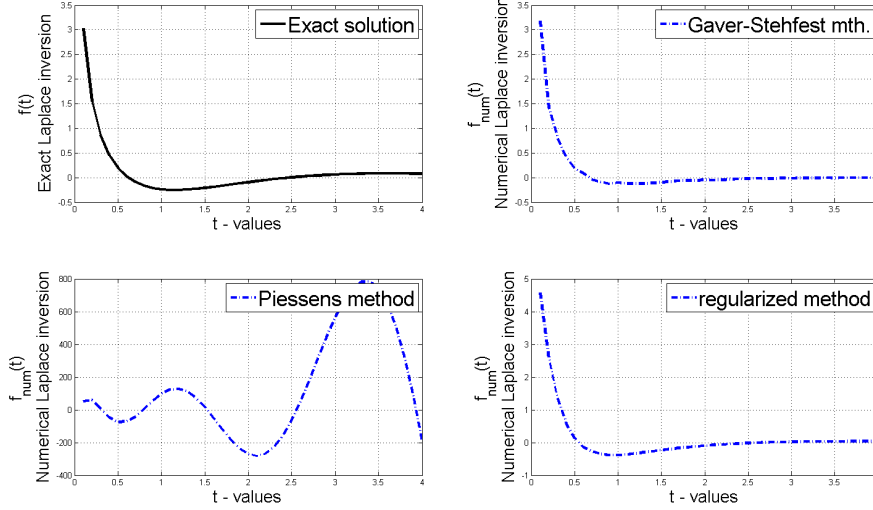 3.5
3
2.5
2
1.5
1
0.5
0
-0.5
0 0.5 1 1.5 2 2.5 3 3.5 4
Exact solution
f(t)
Exact Laplace inversion
t - values
3.5
3
2.5
2
1.5
1
0.5
0
-0.5
0 0.5 1 1.5 2 2.5 3 3.5
Gaver-Stehfest mth.
fnum(t)
Numerical Laplace inversion
t - values
800
600
400
200
0
-200
-400
0 0.5 1 1.5 2 2.5 3 3.5 4
Piessens method
fnum(t)
Numerical Laplace inversion
t - values
5
4
3
2
1
0
-1
0 0.5 1 1.5 2 2.5 3 3.5
regularized method
fnum(t)
Numerical Laplace inversion
t - values